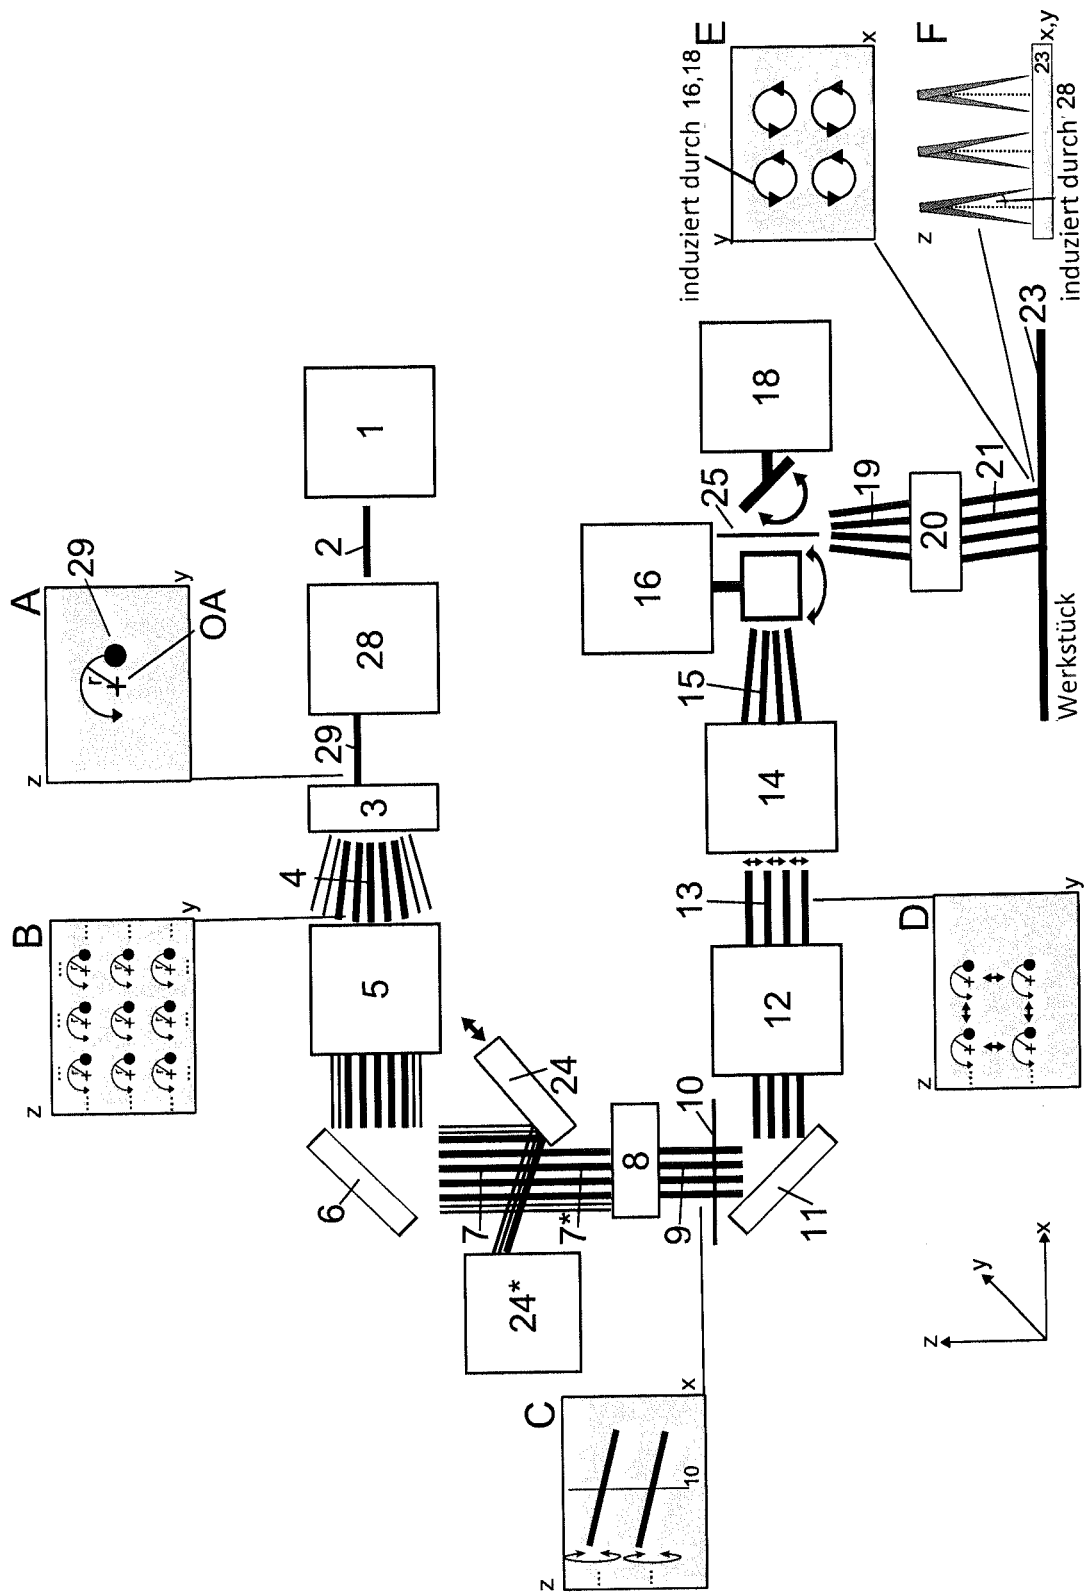 A
z
r
29
y
OA
B
z
r
r
r
r
r
r
r
r
r
y
1
2
28
29
3
4
5
6
24
7
7*
24*
8
9
10
11
C
z
10
x
12
13
D
z
y
14
15
16
18
25
19
20
21
23
Werkstück
z
y
x
E
y
x
induziert durch 16,18
F
z
x,y
23
induziert durch 28